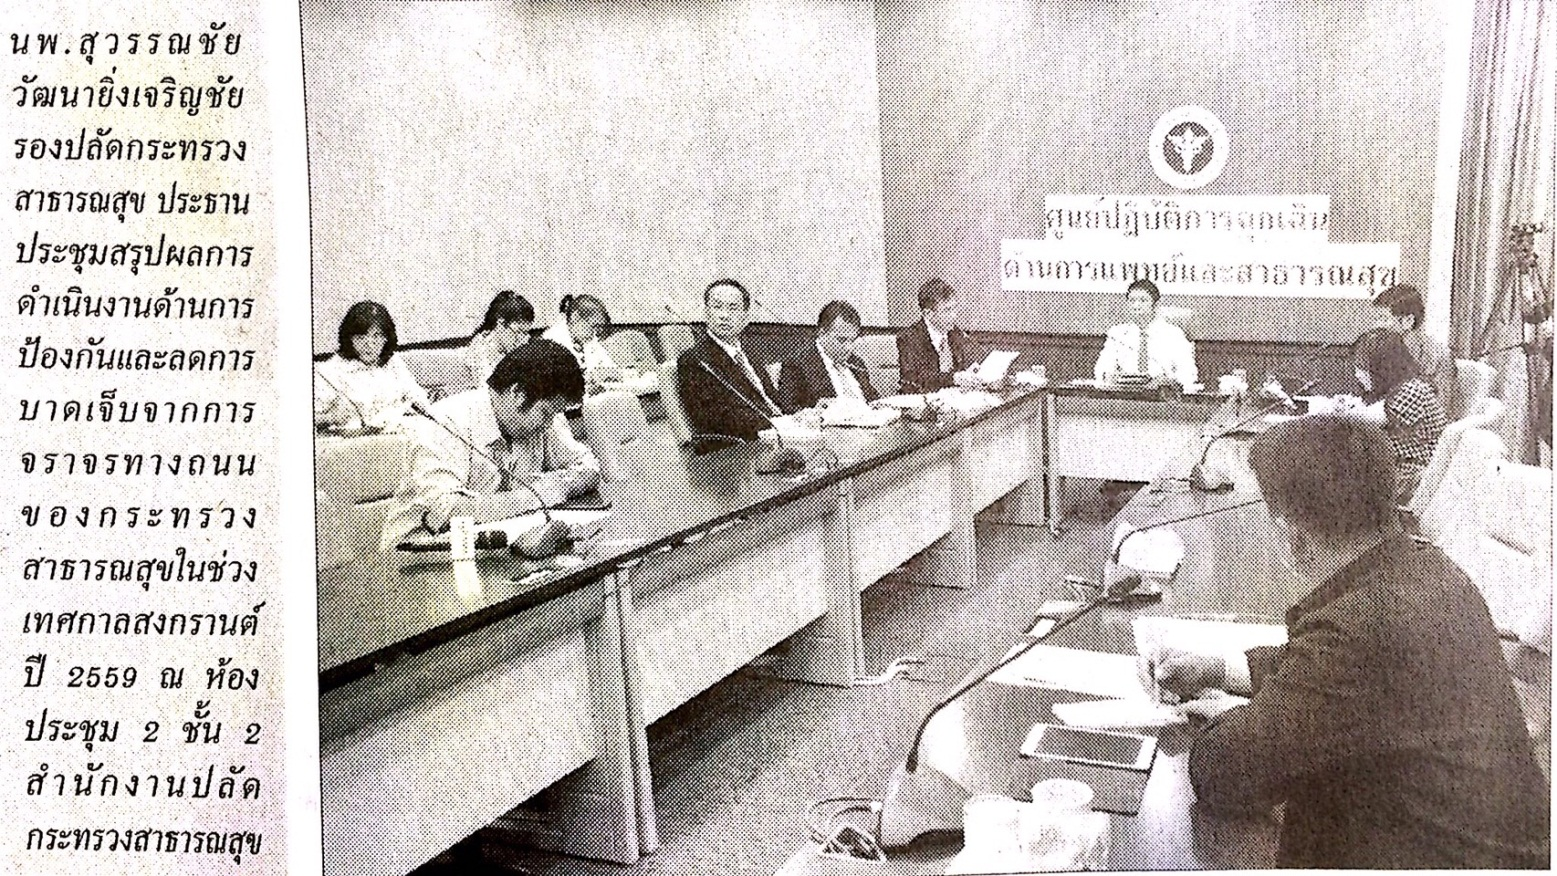 นพ.สุวรรณชัย
วัฒนายิ่งเจริญชัย
รองปลัดกระทรวง
สาธารณสุข ประธาน
ประชุมสรุปผลการ
ดำเนินงานด้านการ
ป้องกันและลดการ
บาดเจ็บจากการ
จราจรทางถนน
ของกระทรวง
สาธารณสุขในช่วง
เทศกาลสงกรานต์
ปี 2559 ณ ห้อง
ประชุม 2 ชั้น 2
สำนักงานปลัด
กระทรวงสาธารณสุข
ศูนย์ปฏิบัติการฉุกเฉิน
ด้านการแพทย์และสาธารณสุข